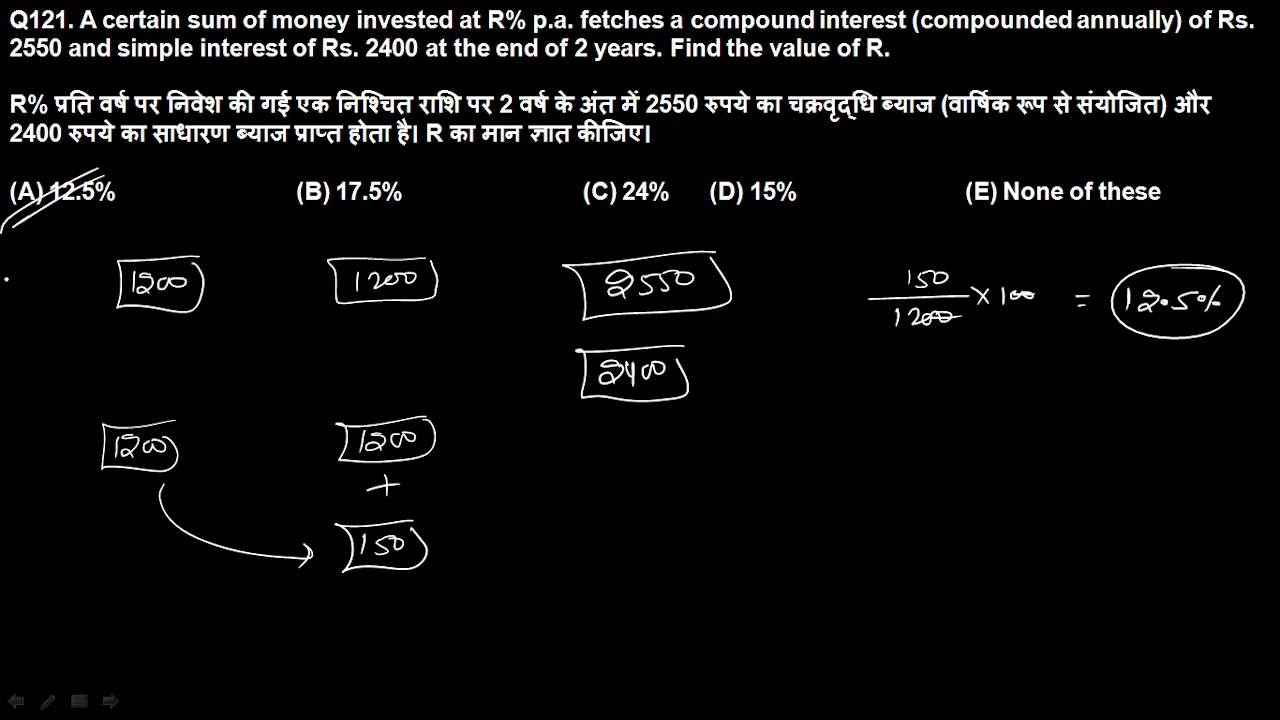 Q121. A certain sum of money invested at R% p.a. fetches a compound interest (compounded annually) of Rs.
2550 and simple interest of Rs. 2400 at the end of 2 years. Find the value of R.
R% प्रति वर्ष पर निवेश की गई एक निश्चित राशि पर 2 वर्ष के अंत में 2550 रुपये का चक्रवृद्धि ब्याज (वार्षिक रूप से संयोजित) और
2400 रुपये का साधारण ब्याज प्राप्त होता है। R का मान ज्ञात कीजिए।
(A) 12.5% (B) 17.5% (C) 24% (D) 15% (E) None of these
1200 1200 2550 150
1200 × 100 = 12.5%
2400
1200 1200
+
150